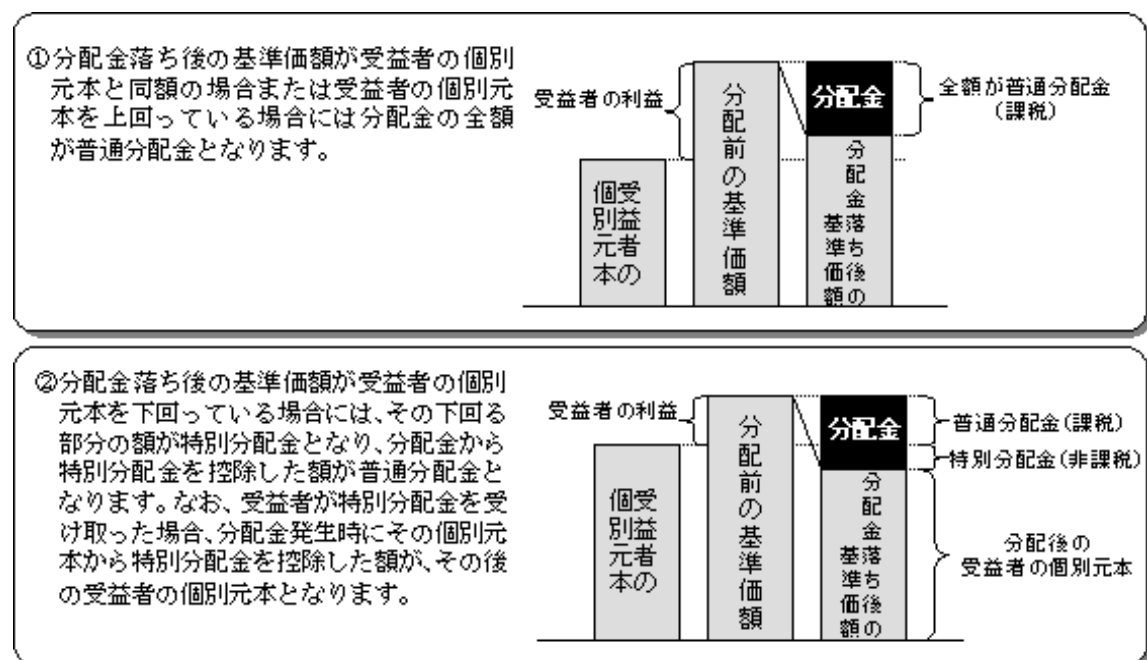 ①分配金落ち後の基準価額が受益者の個別
元本と同額の場合または受益者の個別元
本を上回っている場合には分配金の全額
が普通分配金となります。
受益者の利益
受益者の
個別元本
分配前の基準価額
分配金
分配金落ち後の
基準価額
全額が普通分配金
(課税)
②分配金落ち後の基準価額が受益者の個別
元本を下回っている場合には、その下回る
部分の額が特別分配金となり、分配金から
特別分配金を控除した額が普通分配金と
なります。なお、受益者が特別分配金を受
け取った場合、分配金発生時にその個別元
本から特別分配金を控除した額が、その後
の受益者の個別元本となります。
受益者の利益
受益者の
個別元本
分配前の基準価額
分配金
分配金落ち後の
基準価額
普通分配金(課税)
特別分配金(非課税)
分配後の
受益者の個別元本